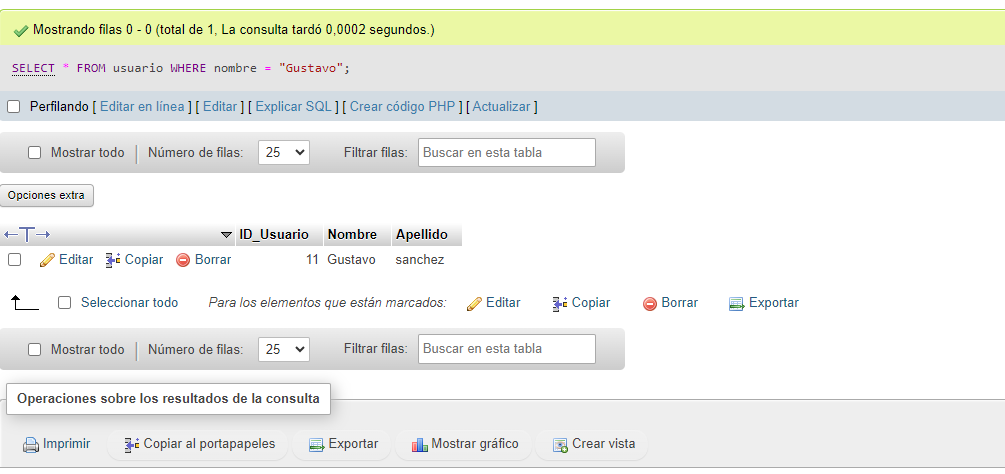 Mostrando filas 0 - 0 (total de 1, La consulta tardó 0,0002 segundos.)
SELECT * FROM usuario WHERE nombre = "Gustavo";
Perfilando [ Editar en línea ] [ Editar ] [ Explicar SQL ] [ Crear código PHP ] [ Actualizar ]
Mostrar todo | Número de filas: 25 Filtrar filas: Buscar en esta tabla
Opciones extra
ID_Usuario Nombre Apellido
Editar Copiar Borrar 11 Gustavo sanchez
Seleccionar todo Para los elementos que están marcados: Editar Copiar Borrar Exportar
Mostrar todo | Número de filas: 25 Filtrar filas: Buscar en esta tabla
Operaciones sobre los resultados de la consulta
Imprimir Copiar al portapapeles Exportar Mostrar gráfico Crear vista